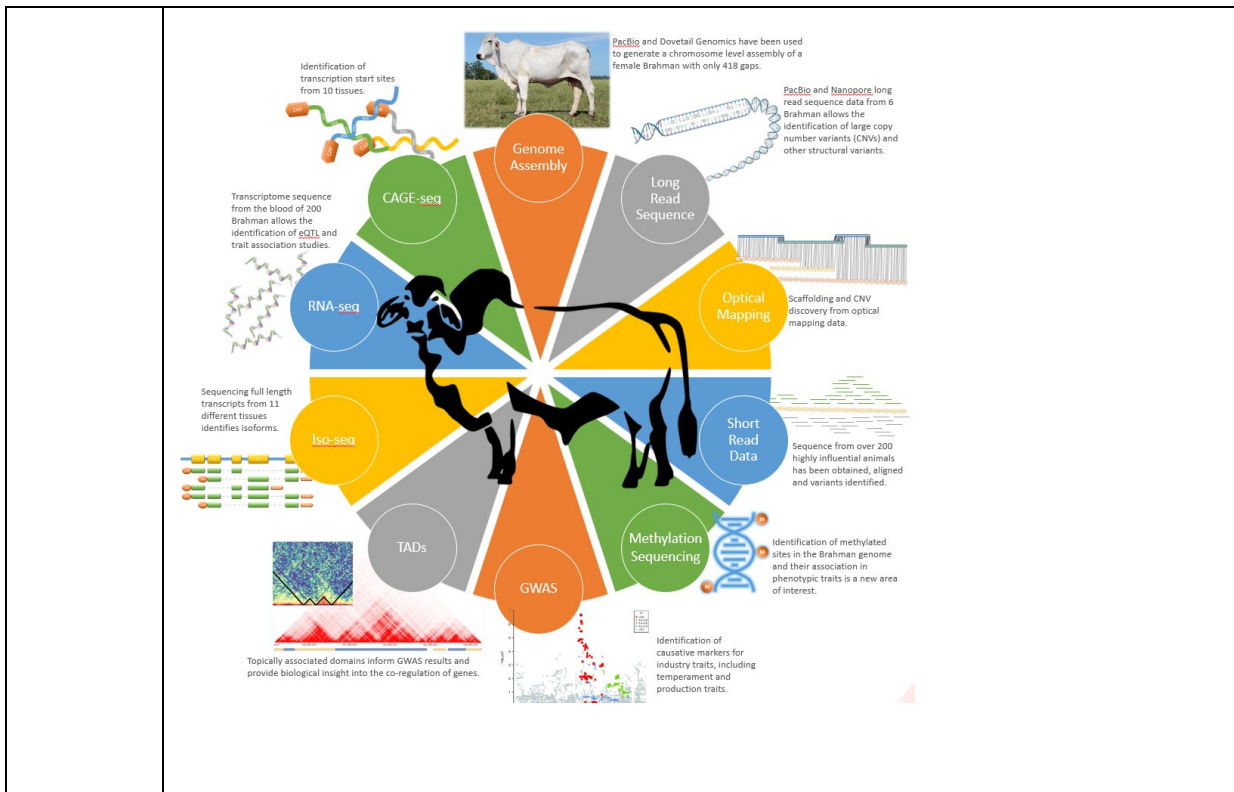 PacBio and Dovetail Genomics have been used
to generate a chromosome level assembly of a
female Brahman with only 418 gaps.
Genome
Assembly
PacBio and Nanopore long
read sequence data from 6
Brahman allows the
identification of large copy
number variants (CNVs) and
other structural variants.
Long
Read
Sequence
Optical
Mapping
Scaffolding and CNV
discovery from optical
mapping data.
Short
Read
Data
Sequence from over 200
highly influential animals
has been obtained, aligned
and variants identified.
Methylation
Sequencing
M
M
M
Identification of methylated
sites in the Brahman genome
and their association in
phenotypic traits is a new area
of interest.
GWAS
Identification of
causative markers for
industry traits, including
temperament and
production traits.
TADs
Topically associated domains inform GWAS results and
provide biological insight into the co-regulation of genes.
Iso-seq
Sequencing full length
transcripts from 11
different tissues
identifies isoforms.
RNA-seq
Transcriptome sequence
from the blood of 200
Brahman allows the
identification of eQTL and
trait association studies.
CAGE-seq
Identification of
transcription start sites
from 10 tissues.
CAP
CAP
CAP
CAP